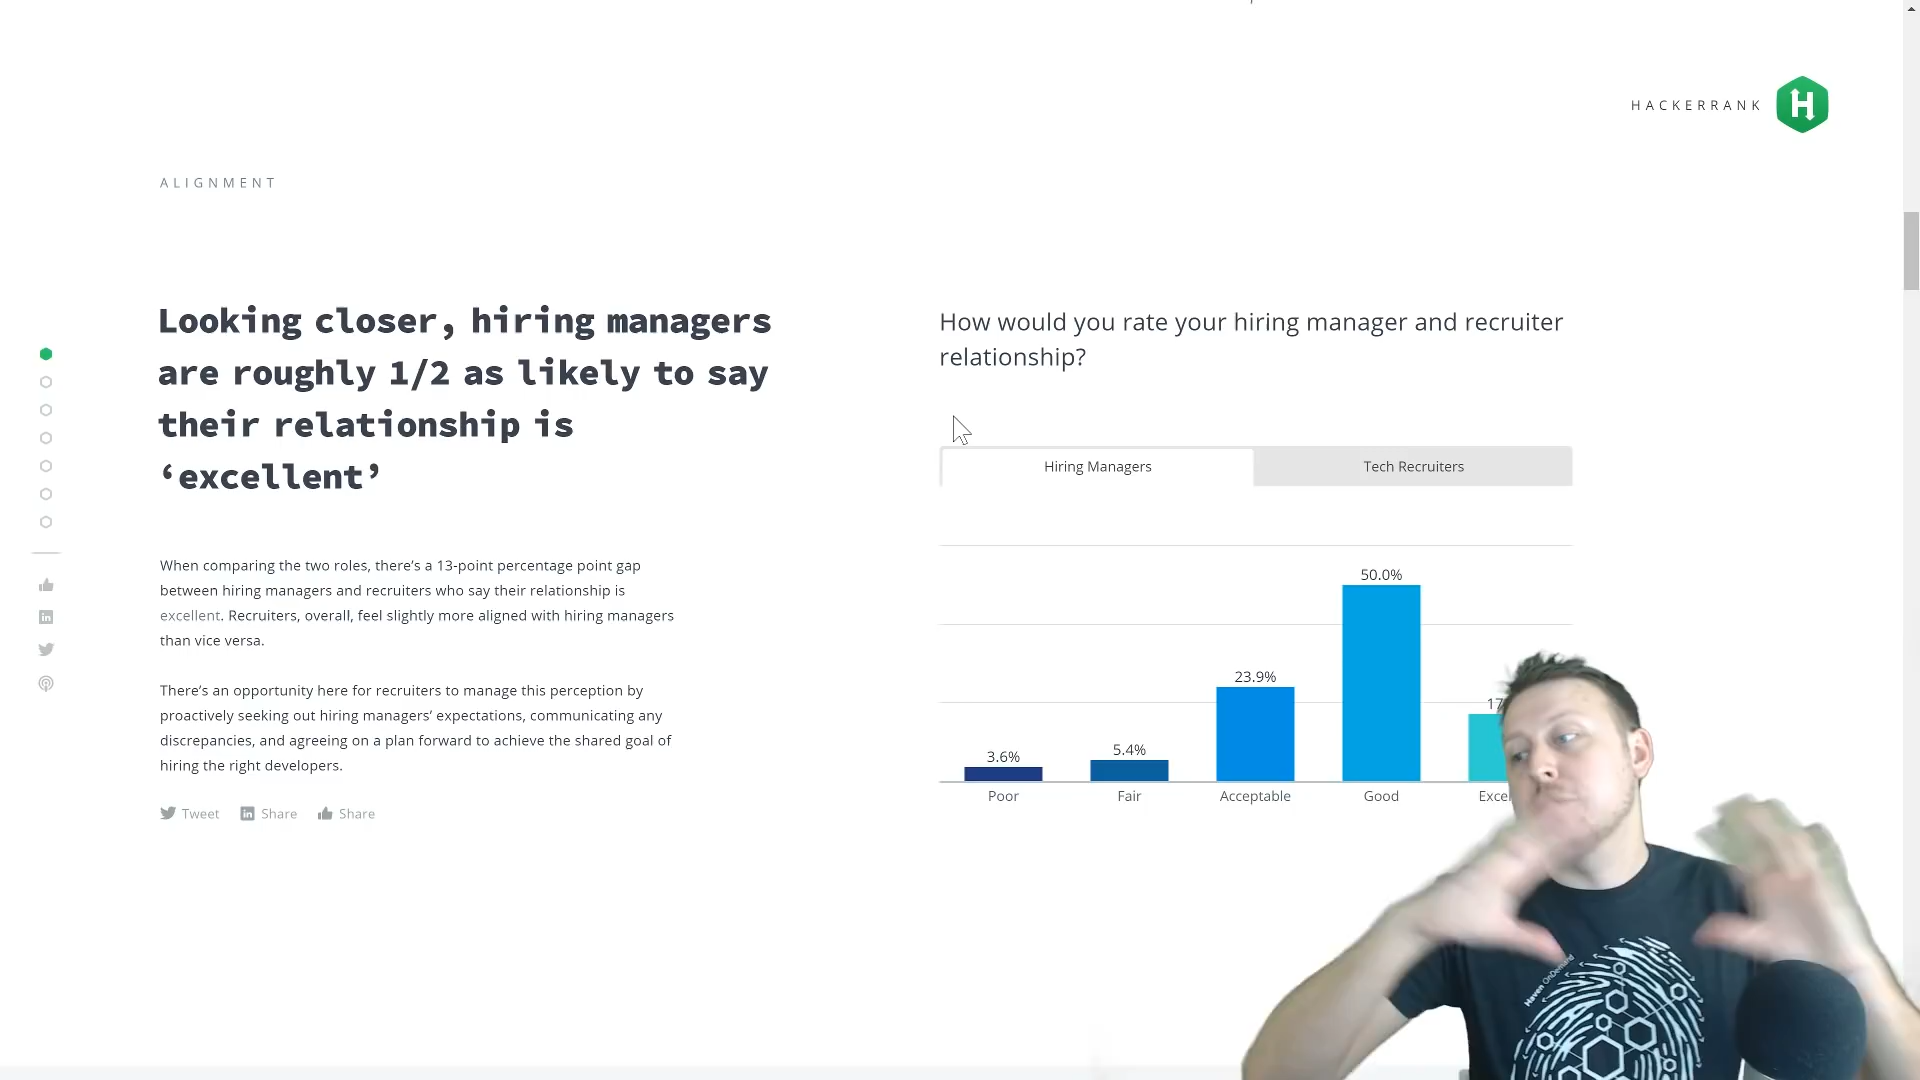 HACKERRANK
ALIGNMENT
Looking closer, hiring managers
are roughly 1/2 as likely to say
their relationship is
‘excellent’
When comparing the two roles, there’s a 13-point percentage point gap
between hiring managers and recruiters who say their relationship is
excellent. Recruiters, overall, feel slightly more aligned with hiring managers
than vice versa.
There’s an opportunity here for recruiters to manage this perception by
proactively seeking out hiring managers’ expectations, communicating any
discrepancies, and agreeing on a plan forward to achieve the shared goal of
hiring the right developers.
Tweet Share Share
How would you rate your hiring manager and recruiter
relationship?
Hiring Managers Tech Recruiters
50.0%
23.9%
17
5.4%
3.6%
Poor Fair Acceptable Good Excel
Haven OnDemand